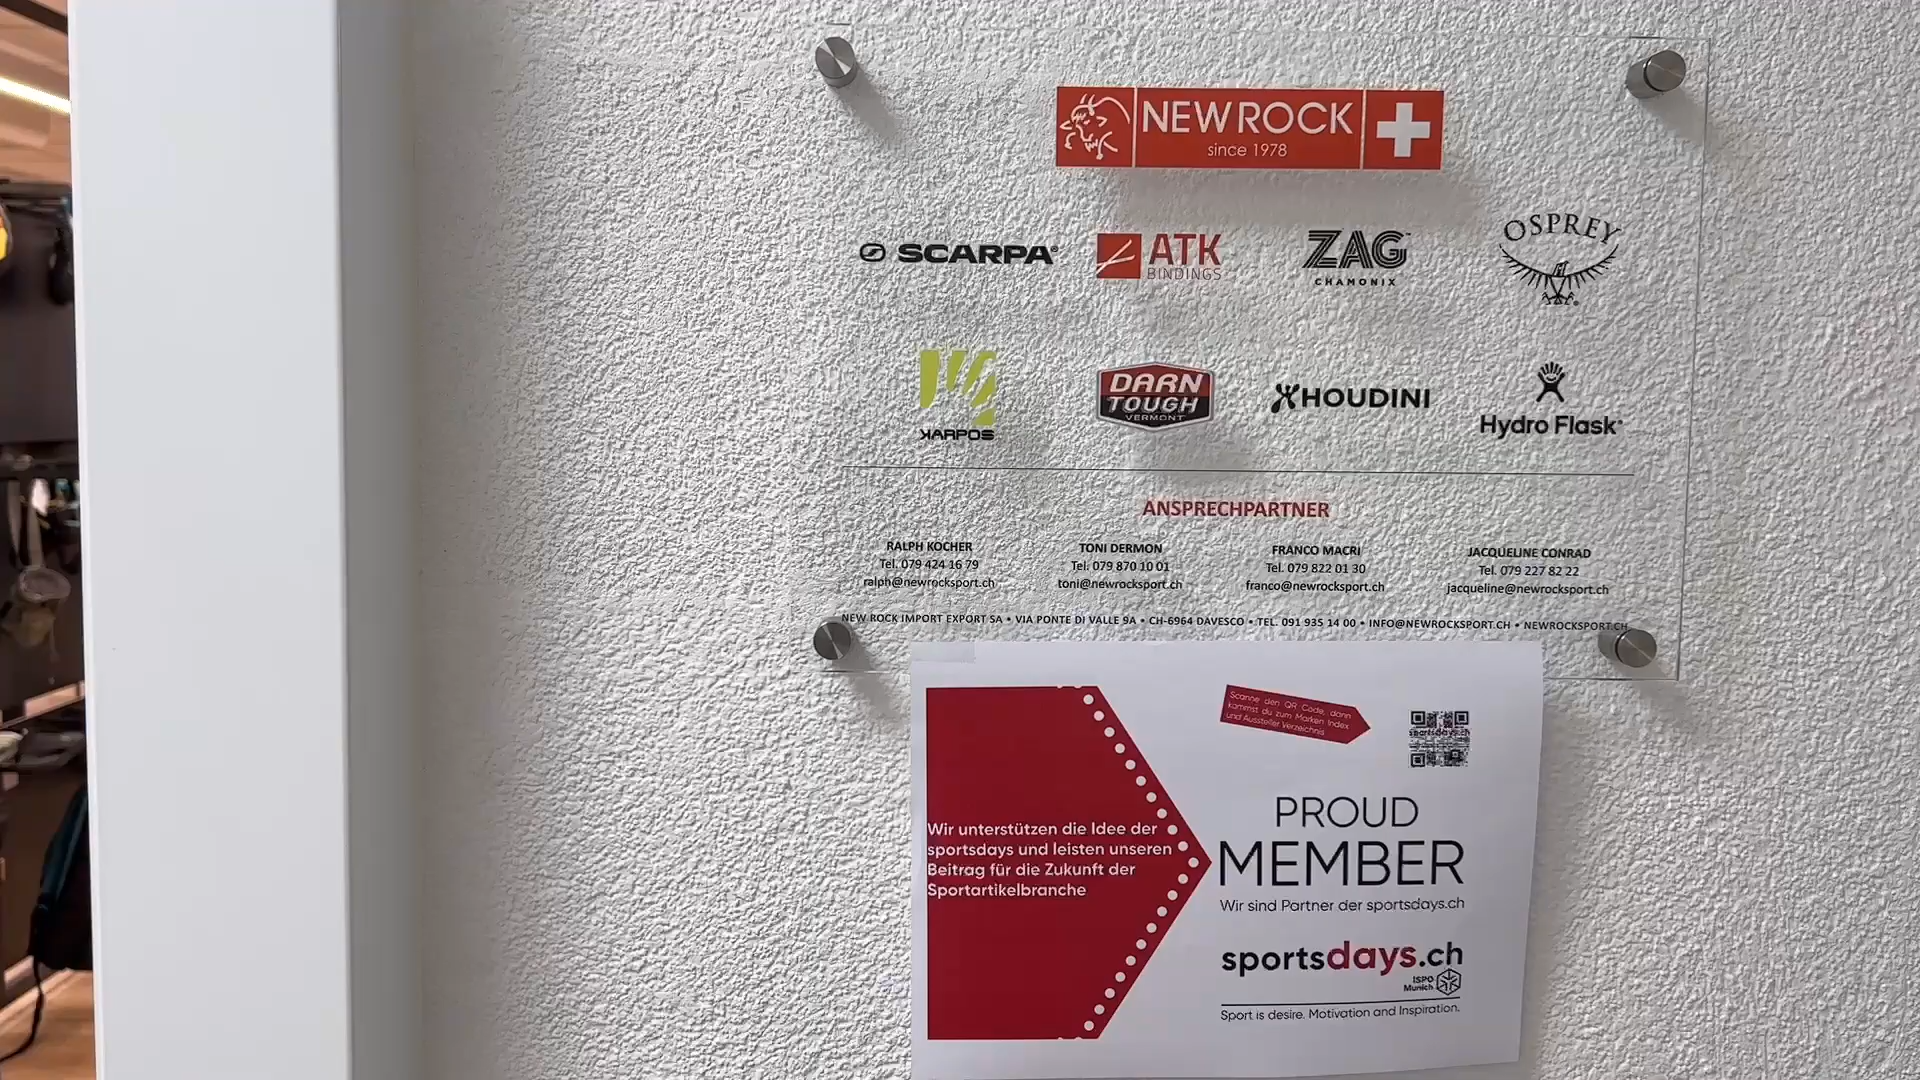 NEW ROCK
since 1978
SCARPA®
ATK
BINDINGS
ZAG
CHAMONIX
OSPREY
KARPOS
DARN
TOUGH
VERMONT
HOUDINI
Hydro Flask®
ANSPRECHPARTNER
RALPH KOCHER
Tel. 079 424 16 79
ralph@newrocksport.ch
TONI DERMON
Tel. 079 870 10 01
toni@newrocksport.ch
FRANCO MACRI
Tel. 079 822 01 30
franco@newrocksport.ch
JACQUELINE CONRAD
Tel. 079 227 82 22
jacqueline@newrocksport.ch
NEW ROCK IMPORT EXPORT SA • VIA PONTE DI VALLE 9A • CH-6964 DAVESCO • TEL. 091 935 14 00 • INFO@NEWROCKSPORT.CH • NEWROCKSPORT.CH
Scanne den QR Code, dann
kommst du zum Marken Index
und Aussteller Verzeichnis
sportsdays.ch
Wir unterstützen die Idee der
sportsdays und leisten unseren
Beitrag für die Zukunft der
Sportartikelbranche
PROUD
MEMBER
Wir sind Partner der sportsdays.ch
sportsdays.ch
ISPO
Munich
Sport is desire. Motivation and Inspiration.